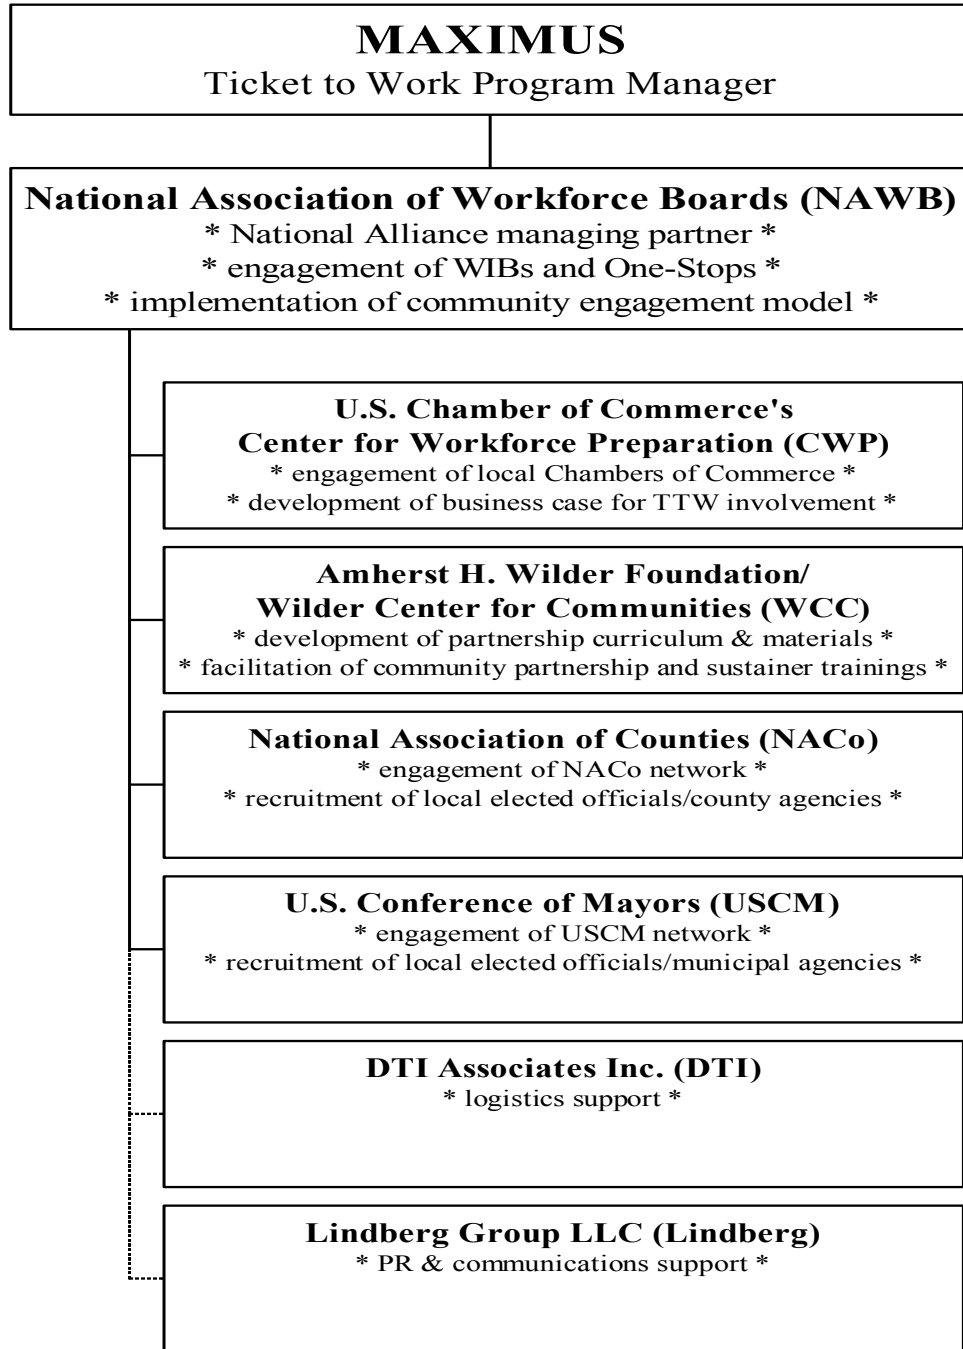 MAXIMUS
Ticket to Work Program Manager
National Association of Workforce Boards (NAWB)
* National Alliance managing partner *
* engagement of WIBs and One-Stops *
* implementation of community engagement model *
U.S. Chamber of Commerce's
Center for Workforce Preparation (CWP)
* engagement of local Chambers of Commerce *
* development of business case for TTW involvement *
Amherst H. Wilder Foundation/
Wilder Center for Communities (WCC)
* development of partnership curriculum & materials *
* facilitation of community partnership and sustainer trainings *
National Association of Counties (NACo)
* engagement of NACo network *
* recruitment of local elected officials/county agencies *
U.S. Conference of Mayors (USCM)
* engagement of USCM network *
* recruitment of local elected officials/municipal agencies *
DTI Associates Inc. (DTI)
* logistics support *
Lindberg Group LLC (Lindberg)
* PR & communications support *